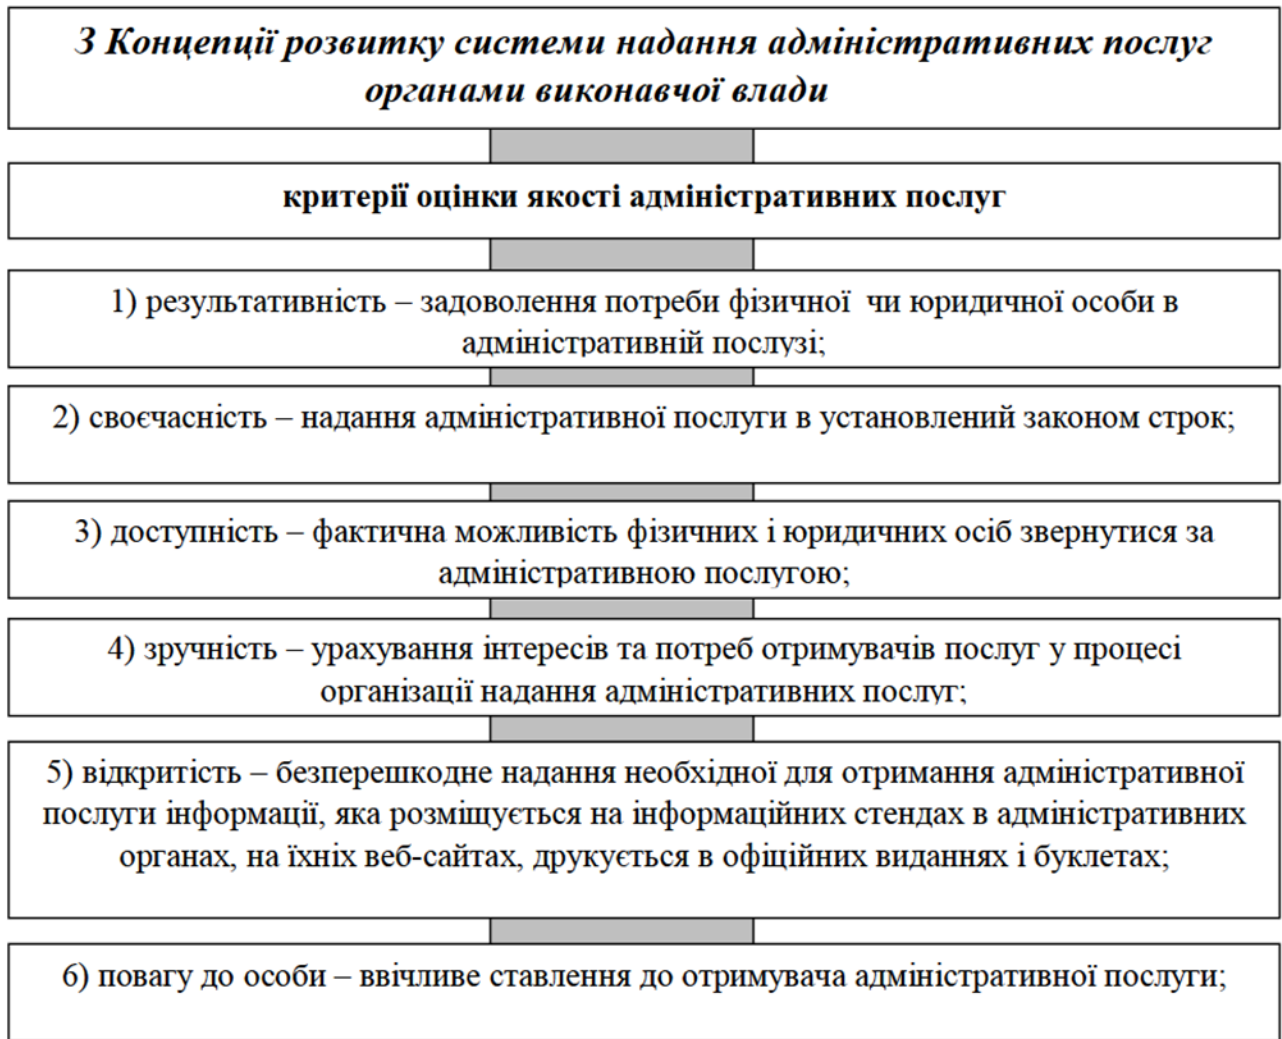 З Концепції розвитку системи надання адміністративних послуг
органами виконавчої влади
критерії оцінки якості адміністративних послуг
1) результативність – задоволення потреби фізичної чи юридичної особи в
адміністративній послузі;
2) своєчасність – надання адміністративної послуги в установлений законом строк;
3) доступність – фактична можливість фізичних і юридичних осіб звернутися за
адміністративною послугою;
4) зручність – урахування інтересів та потреб отримувачів послуг у процесі
організації надання адміністративних послуг;
5) відкритість – безперешкодне надання необхідної для отримання адміністративної
послуги інформації, яка розміщується на інформаційних стендах в адміністративних
органах, на їхніх веб-сайтах, друкується в офіційних виданнях і буклетах;
6) повагу до особи – ввічливе ставлення до отримувача адміністративної послуги;